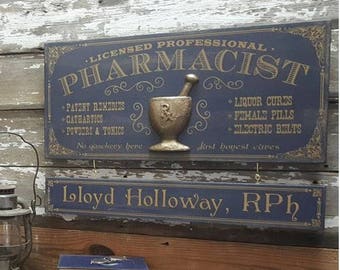 · LICENSED PROFESSIONAL ·
PHARMACIST
· PATENT REMEDIES
· CATHARTICS
· POWDERS & TONICS
· LIQUOR CURES
· FEMALE PILLS
· ELECTRIC BELTS
No quackery here
Just honest cures
Lloyd Holloway, RPh